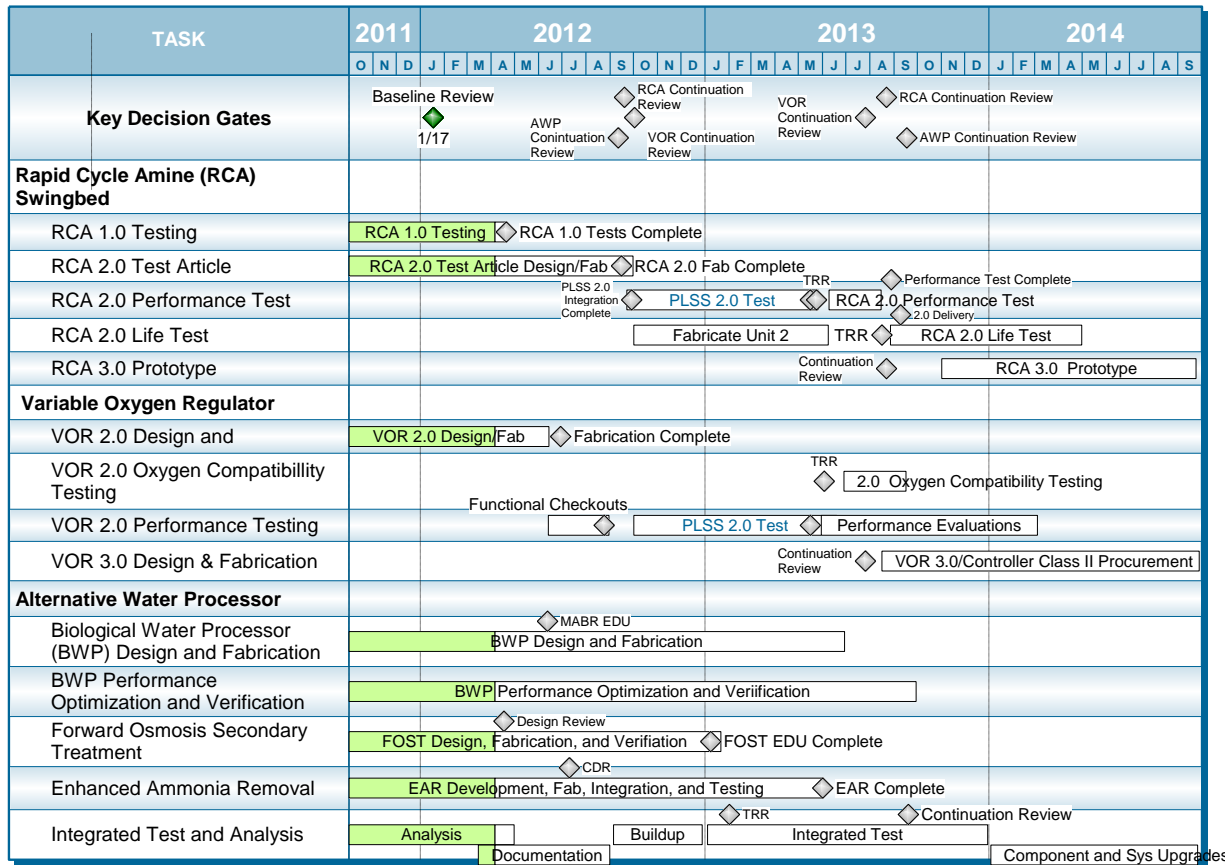 TASK
2011
2012
2013
2014
O N D J F M A M J J A S O N D J F M A M J J A S O N D J F M A M J J A S
Key Decision Gates
Baseline Review
1/17
AWP
Coninuation
Review
RCA Continuation
Review
VOR Continuation
Review
VOR
Continuation
Review
RCA Continuation Review
AWP Continuation Review
Rapid Cycle Amine (RCA)
Swingbed
RCA 1.0 Testing
RCA 1.0 Testing
RCA 1.0 Tests Complete
RCA 2.0 Test Article
RCA 2.0 Test Article Design/Fab
RCA 2.0 Fab Complete
RCA 2.0 Performance Test
PLSS 2.0
Integration
Complete
PLSS 2.0 Test
TRR
Performance Test Complete
RCA 2.0 Performance Test
2.0 Delivery
RCA 2.0 Life Test
Fabricate Unit 2
TRR
RCA 2.0 Life Test
RCA 3.0 Prototype
Continuation
Review
RCA 3.0 Prototype
Variable Oxygen Regulator
VOR 2.0 Design and
VOR 2.0 Design/Fab
Fabrication Complete
VOR 2.0 Oxygen Compatibillity
Testing
TRR
2.0 Oxygen Compatibility Testing
VOR 2.0 Performance Testing
Functional Checkouts
PLSS 2.0 Test
Performance Evaluations
VOR 3.0 Design & Fabrication
Continuation
Review
VOR 3.0/Controller Class II Procurement
Alternative Water Processor
Biological Water Processor
(BWP) Design and Fabrication
MABR EDU
BWP Design and Fabrication
BWP Performance
Optimization and Verification
BWP Performance Optimization and Veriification
Forward Osmosis Secondary
Treatment
Design Review
FOST Design, Fabrication, and Verifiation
FOST EDU Complete
Enhanced Ammonia Removal
CDR
EAR Development, Fab, Integration, and Testing
EAR Complete
Integrated Test and Analysis
TRR
Continuation Review
Analysis
Buildup
Integrated Test
Documentation
Component and Sys Upgrades